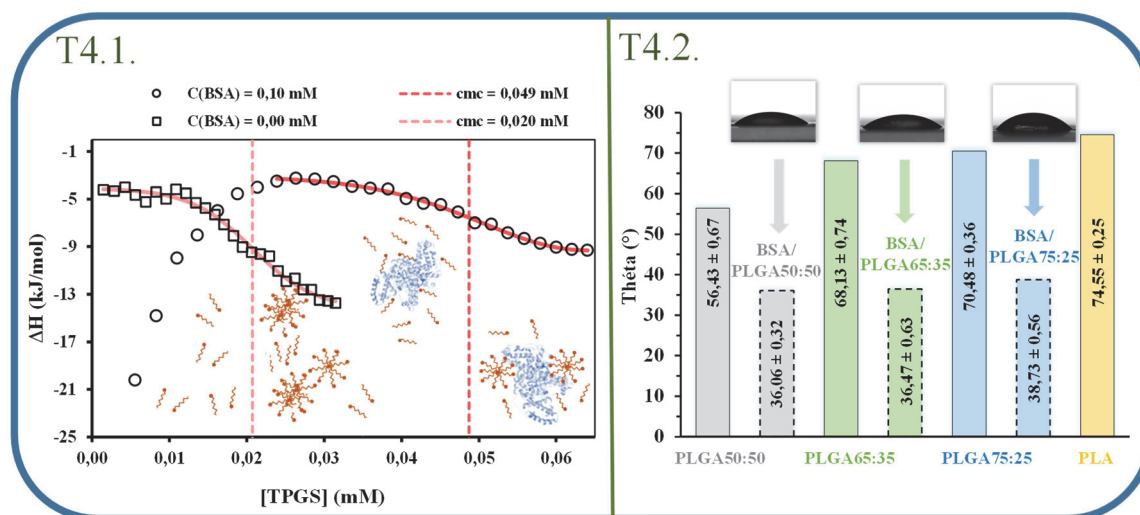 T4.1.
C(BSA) = 0,10 mM
cmc = 0,049 mM
C(BSA) = 0,00 mM
cmc = 0,020 mM
-1
-5
-9
-13
-17
-21
-25
ΔH (kJ/mol)
0,00
0,01
0,02
0,03
0,04
0,05
0,06
[TPGS] (mM)
T4.2.
80
70
60
50
40
30
20
10
0
Thêta (°)
56,43 ± 0,67
BSA/
PLGA50:50
36,06 ± 0,32
68,13 ± 0,74
BSA/
PLGA65:35
36,47 ± 0,63
70,48 ± 0,36
BSA/
PLGA75:25
38,73 ± 0,56
74,55 ± 0,25
PLGA50:50
PLGA65:35
PLGA75:25
PLA